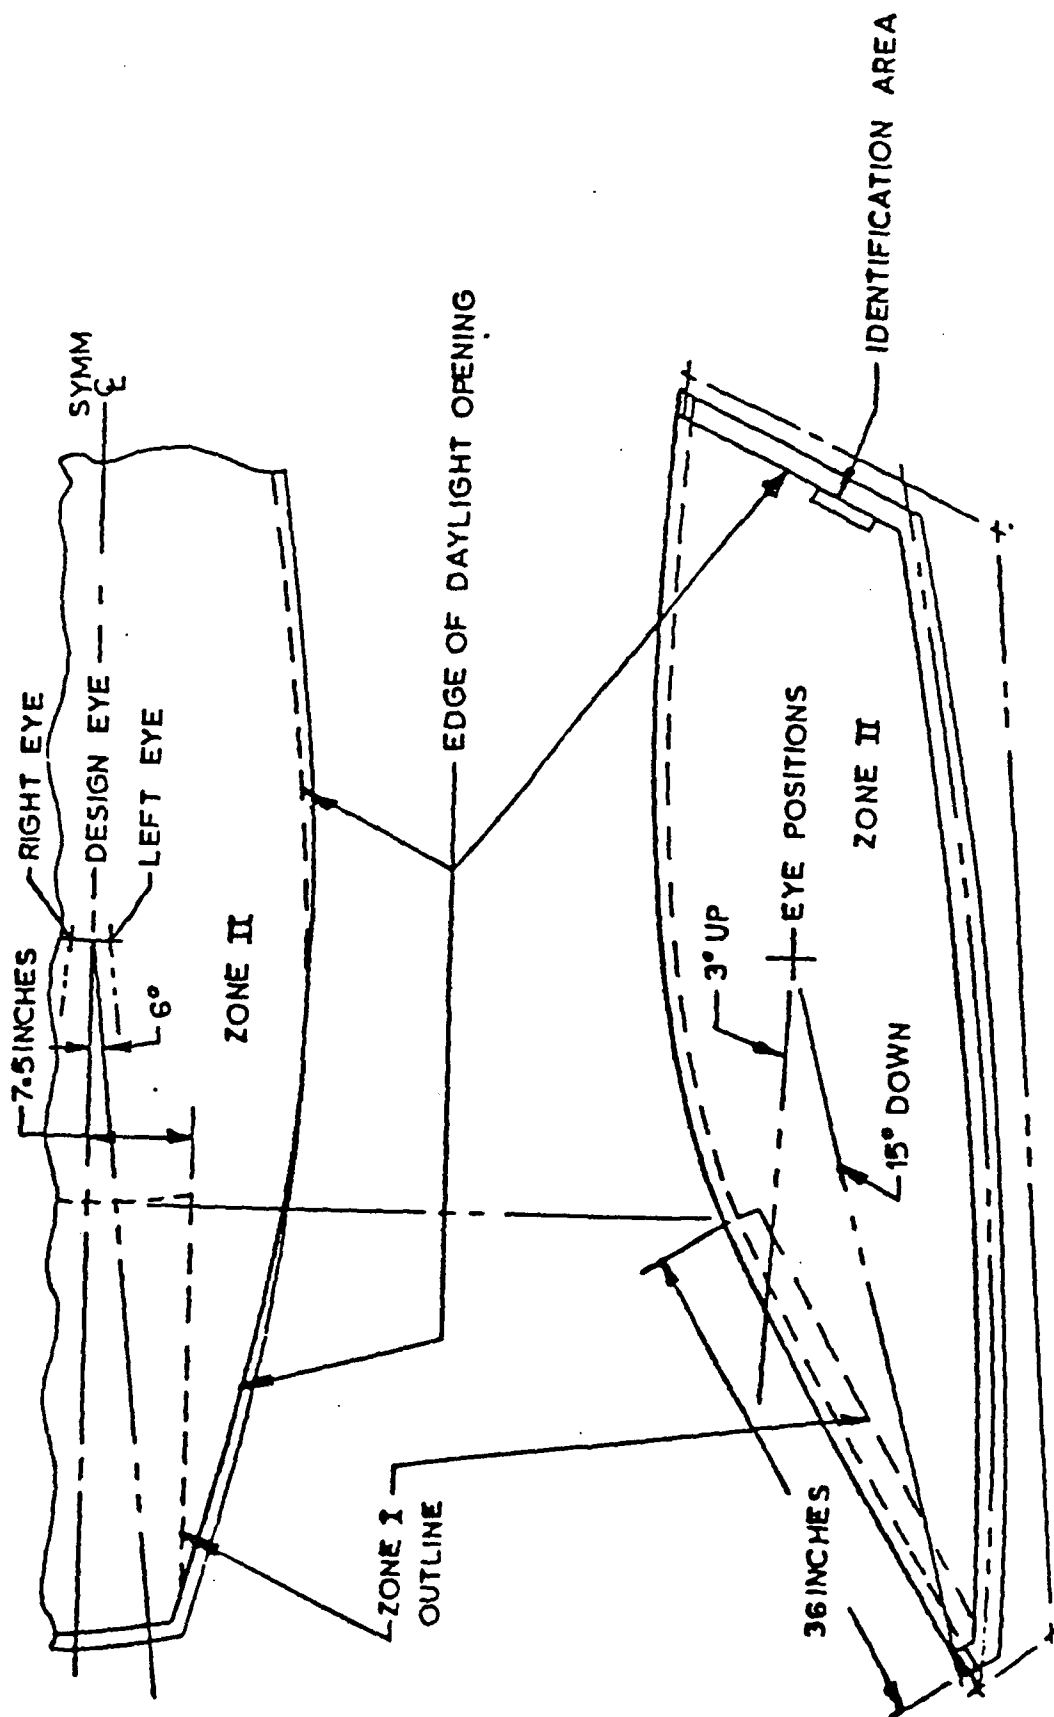 SYMM
℄
RIGHT EYE
DESIGN EYE
LEFT EYE
7.5 INCHES
6°
ZONE II
EDGE OF DAYLIGHT OPENING
ZONE I
OUTLINE
IDENTIFICATION AREA
EYE POSITIONS
ZONE II
3° UP
15° DOWN
36 INCHES